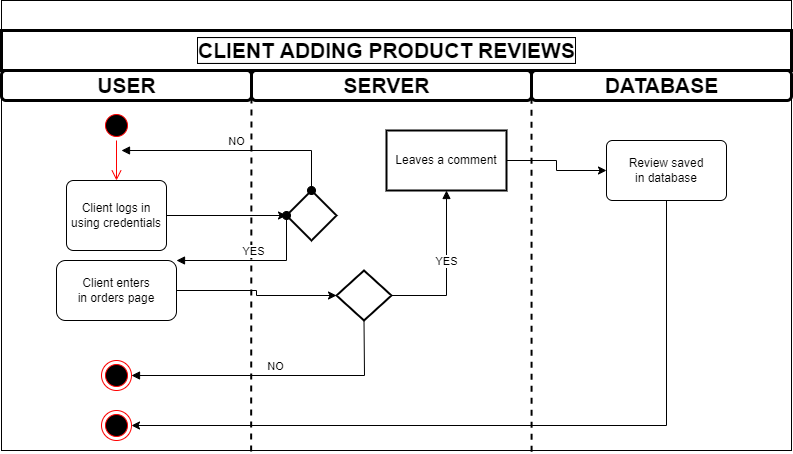 CLIENT ADDING PRODUCT REVIEWS
USER
SERVER
DATABASE
NO
Leaves a comment
Review saved
in database
Client logs in
using credentials
YES
Client enters
in orders page
YES
NO